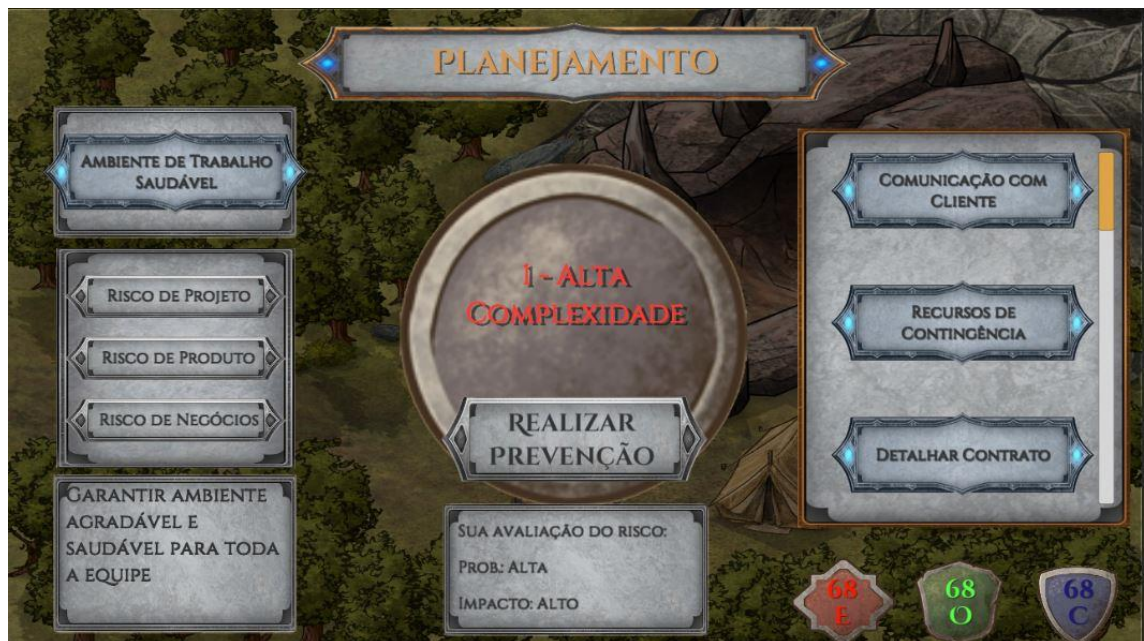 PLANEJAMENTO
AMBIENTE DE TRABALHO
SAUDÁVEL
RISCO DE PROJETO
RISCO DE PRODUTO
RISCO DE NEGÓCIOS
GARANTIR AMBIENTE
AGRADÁVEL E
SAUDÁVEL PARA TODA
A EQUIPE
1 - ALTA
COMPLEXIDADE
REALIZAR
PREVENÇÃO
SUA AVALIAÇÃO DO RISCO:
PROB.: ALTA
IMPACTO: ALTO
COMUNICAÇÃO COM
CLIENTE
RECURSOS DE
CONTINGÊNCIA
DETALHAR CONTRATO
68
E
68
O
68
C